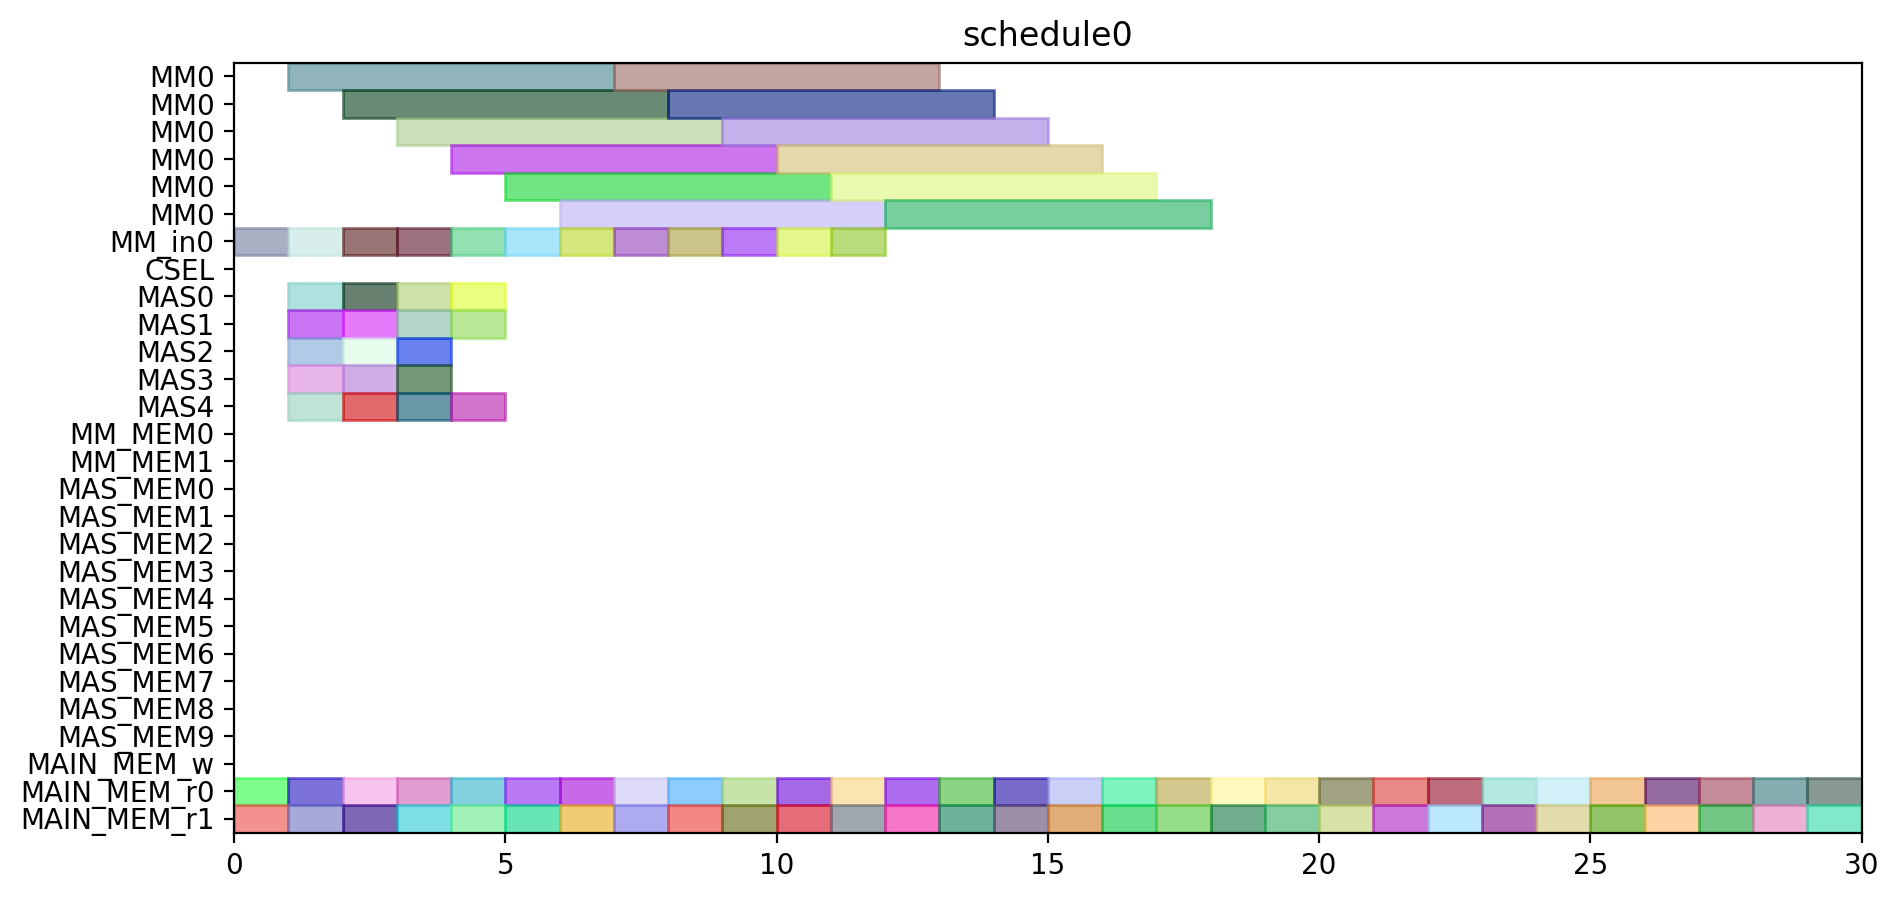 schedule0
MM0
MM0
MM0
MM0
MM0
MM0
MM_in0
CSEL
MAS0
MAS1
MAS2
MAS3
MAS4
MM_MEM0
MM_MEM1
MAS_MEM0
MAS_MEM1
MAS_MEM2
MAS_MEM3
MAS_MEM4
MAS_MEM5
MAS_MEM6
MAS_MEM7
MAS_MEM8
MAS_MEM9
MAIN_MEM_w
MAIN_MEM_r0
MAIN_MEM_r1
0 5 10 15 20 25 30